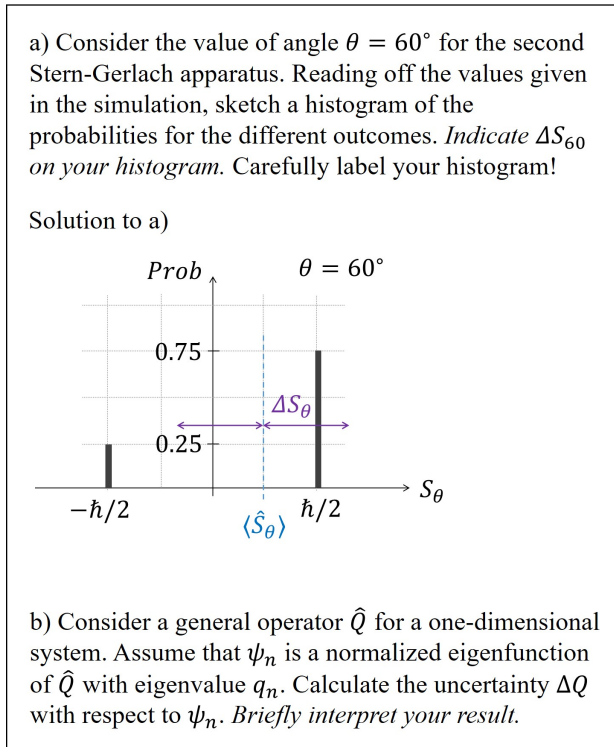 a) Consider the value of angle θ = 60° for the second
Stern-Gerlach apparatus. Reading off the values given
in the simulation, sketch a histogram of the
probabilities for the different outcomes. Indicate ΔS₆₀
on your histogram. Carefully label your histogram!
Solution to a)
Prob
θ = 60°
0.75
ΔS_θ
0.25
S_θ
−ħ/2
ħ/2
⟨Ŝ_θ⟩
b) Consider a general operator Q̂ for a one-dimensional
system. Assume that ψₙ is a normalized eigenfunction
of Q̂ with eigenvalue qₙ. Calculate the uncertainty ΔQ
with respect to ψₙ. Briefly interpret your result.